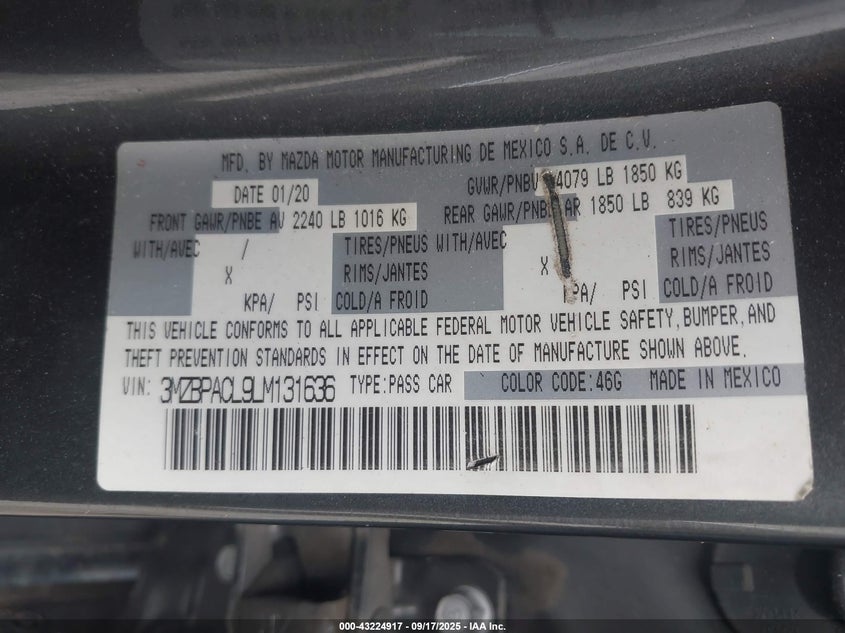 MFD. BY MAZDA MOTOR MANUFACTURING DE MEXICO S.A. DE C.V.
DATE 01/20 GVWR/PNBV 4079 LB 1850 KG
FRONT GAWR/PNBE AV 2240 LB 1016 KG REAR GAWR/PNBE AR 1850 LB 839 KG
WITH/AVEC / TIRES/PNEUS WITH/AVEC TIRES/PNEUS
X RIMS/JANTES X RIMS/JANTES
KPA/ PSI COLD/A FROID KPA/ PSI COLD/A FROID
THIS VEHICLE CONFORMS TO ALL APPLICABLE FEDERAL MOTOR VEHICLE SAFETY, BUMPER, AND
THEFT PREVENTION STANDARDS IN EFFECT ON THE DATE OF MANUFACTURE SHOWN ABOVE.
VIN: 3MZBPACL9LM131636 TYPE:PASS CAR COLOR CODE:46G MADE IN MEXICO
000-43224917 - 09/17/2025 - IAA Inc.